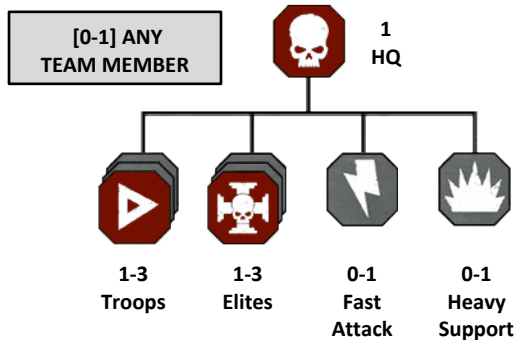 [0-1] ANY
TEAM MEMBER
1
HQ
1-3
Troops
1-3
Elites
0-1
Fast
Attack
0-1
Heavy
Support